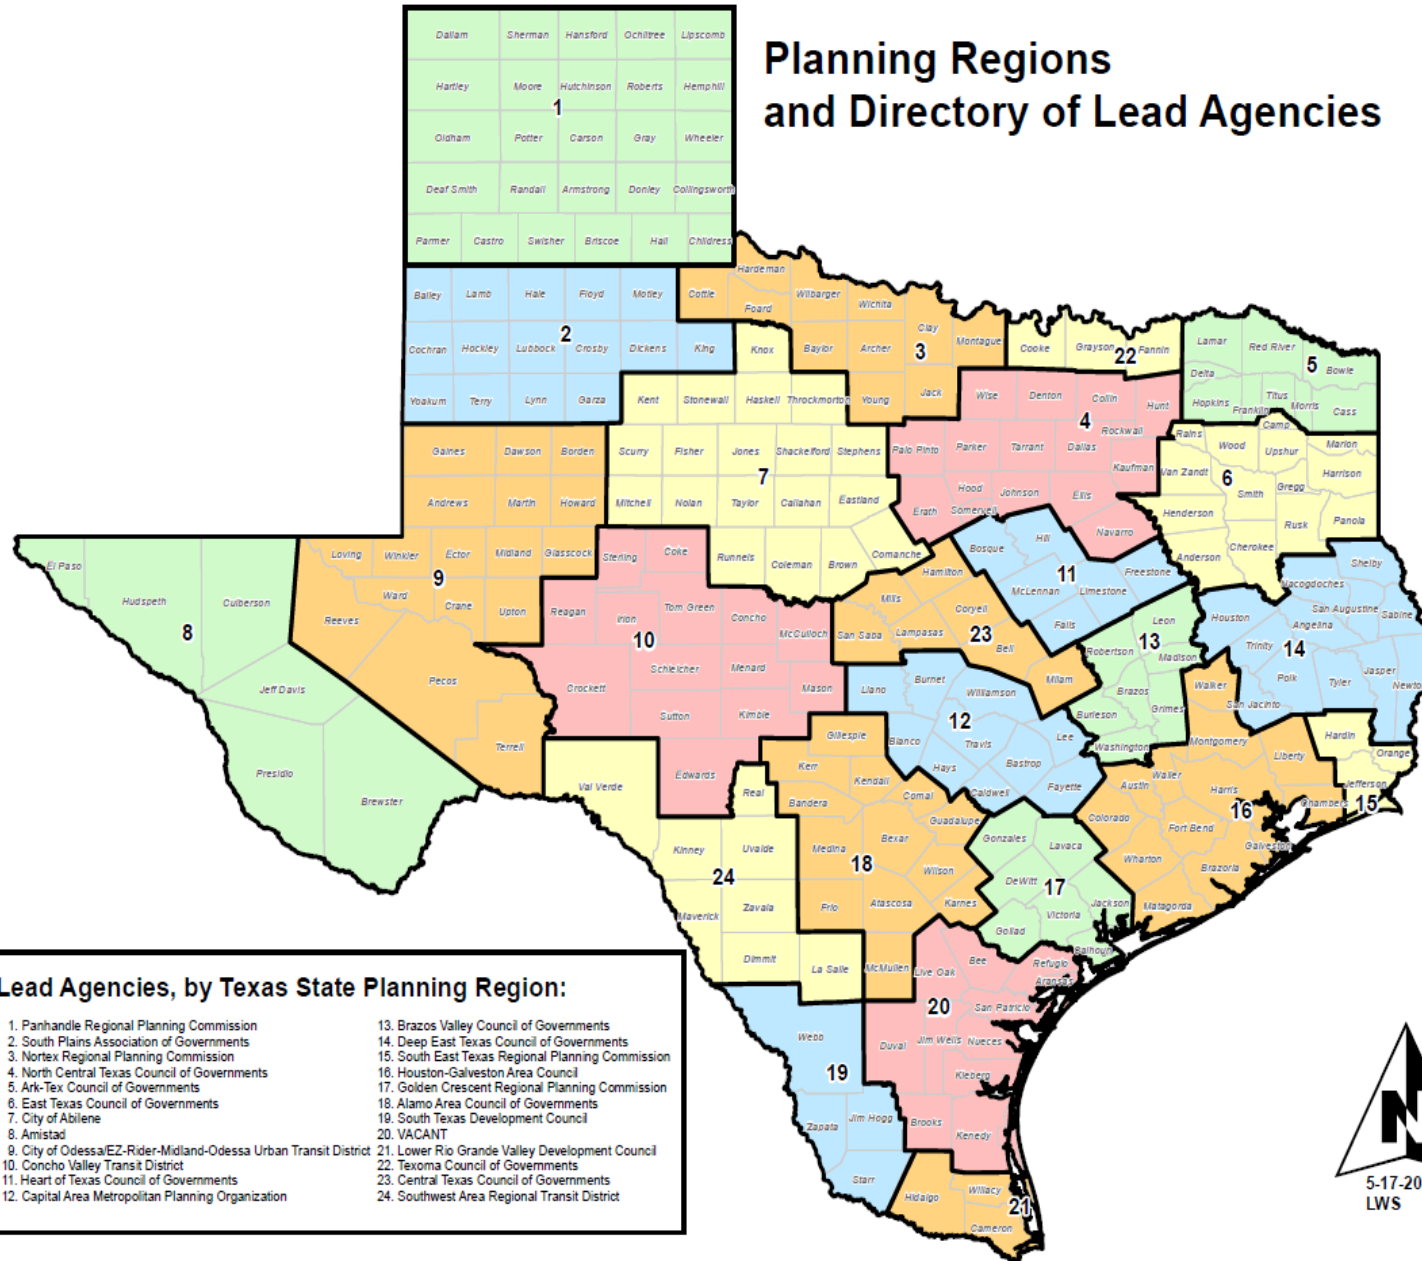 Planning Regions
and Directory of Lead Agencies
Dallam Sherman Hansford Ochiltree Lipscomb
Hartley Moore Hutchinson Roberts Hemphill
1
Oldham Potter Carson Gray Wheeler
Deaf Smith Randall Armstrong Donley Collingsworth
Parmer Castro Swisher Briscoe Hall Childress
Bailey Lamb Hale Floyd Motley
2
Cochran Hockley Lubbock Crosby Dickens King
Yoakum Terry Lynn Garza
Cottle Hardeman Foard Wilbarger Wichita Clay Montague
Baylor Archer 3
Young Jack
Cooke Grayson 22 Fannin
Lamar Red River 5 Bowie
Delta Hopkins Franklin Titus Morris Cass
Wise Denton Collin Hunt
4
Palo Pinto Parker Tarrant Dallas Rockwall Kaufman
Erath Hood Somervell Johnson Ellis Navarro
Rains Wood Camp Upshur Marion
Van Zandt 6 Smith Gregg Harrison
Henderson Rusk Panola
Anderson Cherokee
Knox
Kent Stonewall Haskell Throckmorton
Scurry Fisher Jones Shackelford Stephens
7
Mitchell Nolan Taylor Callahan Eastland
Runnels Coleman Brown Comanche
Gaines Dawson Borden
Andrews Martin Howard
Loving Winkler Ector Midland Glasscock
9
Reeves Ward Crane Upton
Pecos
Terrell
El Paso Hudspeth Culberson
8
Jeff Davis
Presidio
Brewster
Sterling Coke
Reagan Irion Tom Green Concho McCulloch
10
Crockett Schleicher Menard Mason
Sutton Kimble
Edwards
Bosque Hill
11 Freestone
McLennan Limestone
Falls
Hamilton
Mills Coryell
San Saba Lampasas 23 Bell
Milam
Leon
Robertson 13 Madison
Brazos Grimes
Burleson
Washington
Shelby
Nacogdoches
Houston San Augustine Sabine
Angelina
Trinity 14
Polk Tyler Jasper Newto
San Jacinto
Llano Burnet Williamson
12
Blanco Travis Lee
Hays Bastrop
Caldwell Fayette
Walker
Montgomery Liberty
Austin Waller Harris
Colorado 16 Chambers
Fort Bend
Galveston
Wharton Brazoria
Matagorda
Hardin Orange
Jefferson
15
Gillespie
Kerr Kendall
Bandera Comal Guadalupe
Medina Bexar
18 Wilson
Frio Atascosa Karnes
McMullen
Gonzales Lavaca
DeWitt 17
Jackson
Victoria
Goliad Calhoun
Val Verde Real
Kinney Uvalde
24
Maverick Zavala
Dimmit La Salle
Live Oak Bee Refugio
Aransas
20 San Patricio
Duval Jim Wells Nueces
Kleberg
Brooks Kenedy
Webb
19
Zapata Jim Hogg
Starr
Hidalgo Willacy
21
Cameron
Lead Agencies, by Texas State Planning Region:
1. Panhandle Regional Planning Commission
2. South Plains Association of Governments
3. Nortex Regional Planning Commission
4. North Central Texas Council of Governments
5. Ark-Tex Council of Governments
6. East Texas Council of Governments
7. City of Abilene
8. Amistad
9. City of Odessa/EZ-Rider-Midland-Odessa Urban Transit District
10. Concho Valley Transit District
11. Heart of Texas Council of Governments
12. Capital Area Metropolitan Planning Organization
13. Brazos Valley Council of Governments
14. Deep East Texas Council of Governments
15. South East Texas Regional Planning Commission
16. Houston-Galveston Area Council
17. Golden Crescent Regional Planning Commission
18. Alamo Area Council of Governments
19. South Texas Development Council
20. VACANT
21. Lower Rio Grande Valley Development Council
22. Texoma Council of Governments
23. Central Texas Council of Governments
24. Southwest Area Regional Transit District
N
5-17-20
LWS